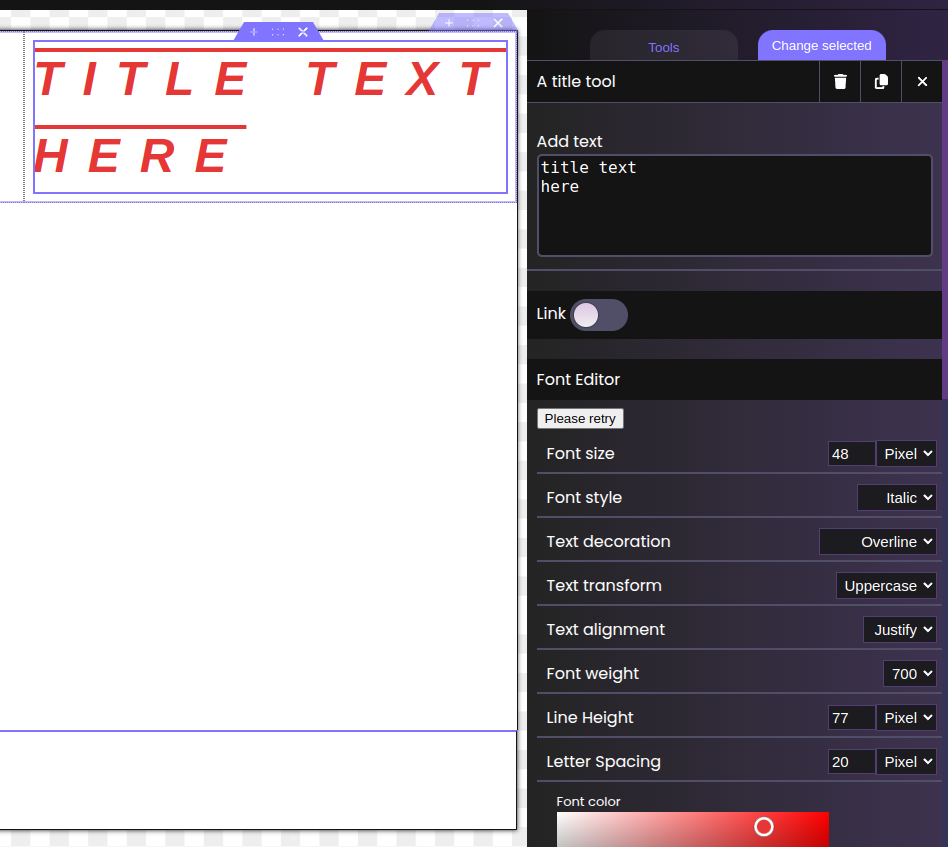 TITLE TEXT
HERE
Tools
Change selected
A title tool
Add text
title text
here
Link
Font Editor
Please retry
Font size 48 Pixel
Font style Italic
Text decoration Overline
Text transform Uppercase
Text alignment Justify
Font weight 700
Line Height 77 Pixel
Letter Spacing 20 Pixel
Font color